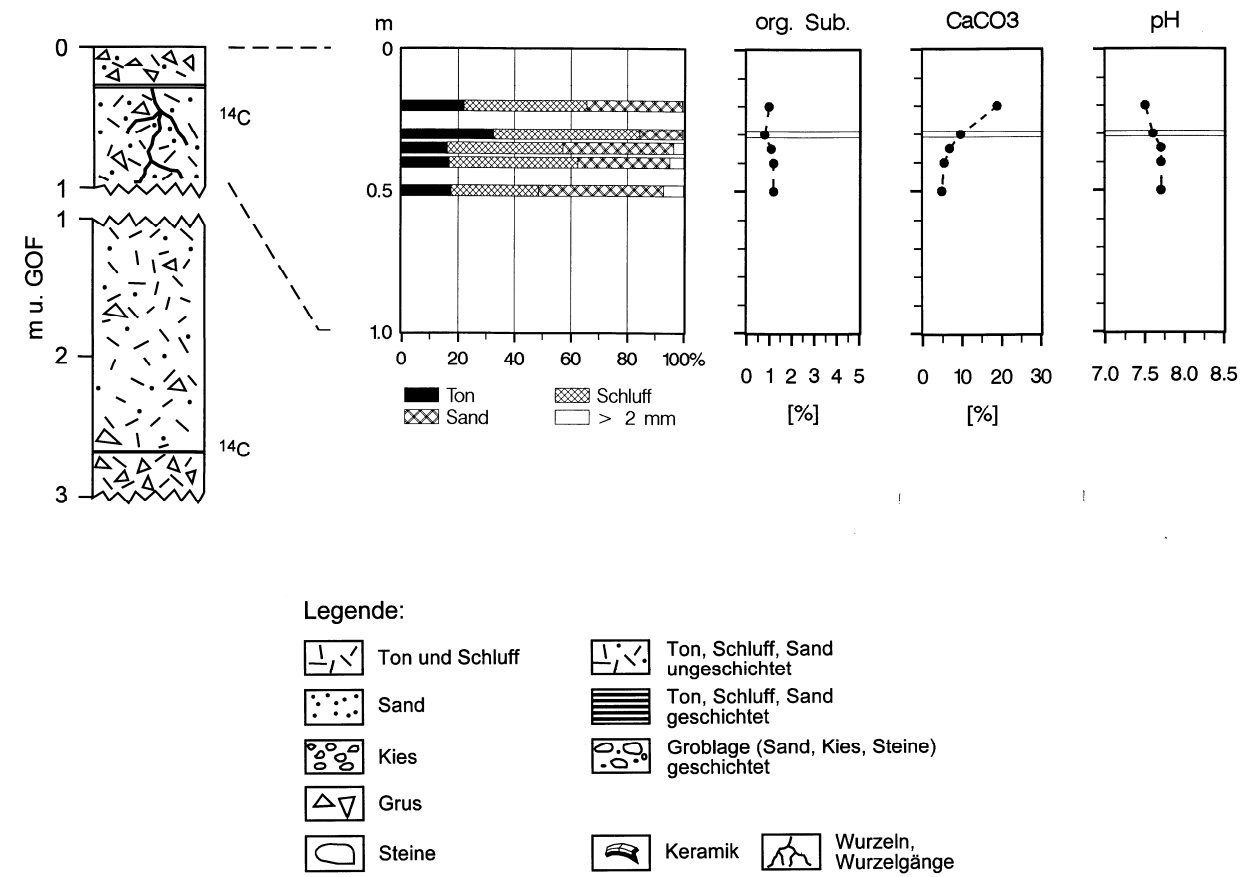 m
org. Sub.
CaCO3
pH
0
0
14C
1
0.5
1
m u. GOF
2
14C
3
1.0
0 20 40 60 80 100%
0 1 2 3 4 5
0 10 20 30
7.0 7.5 8.0 8.5
Ton
Schluff
Sand
> 2 mm
[%]
[%]
Legende:
Ton und Schluff
Ton, Schluff, Sand
ungeschichtet
Sand
Ton, Schluff, Sand
geschichtet
Kies
Groblage (Sand, Kies, Steine)
geschichtet
Grus
Steine
Keramik
Wurzeln,
Wurzelgänge